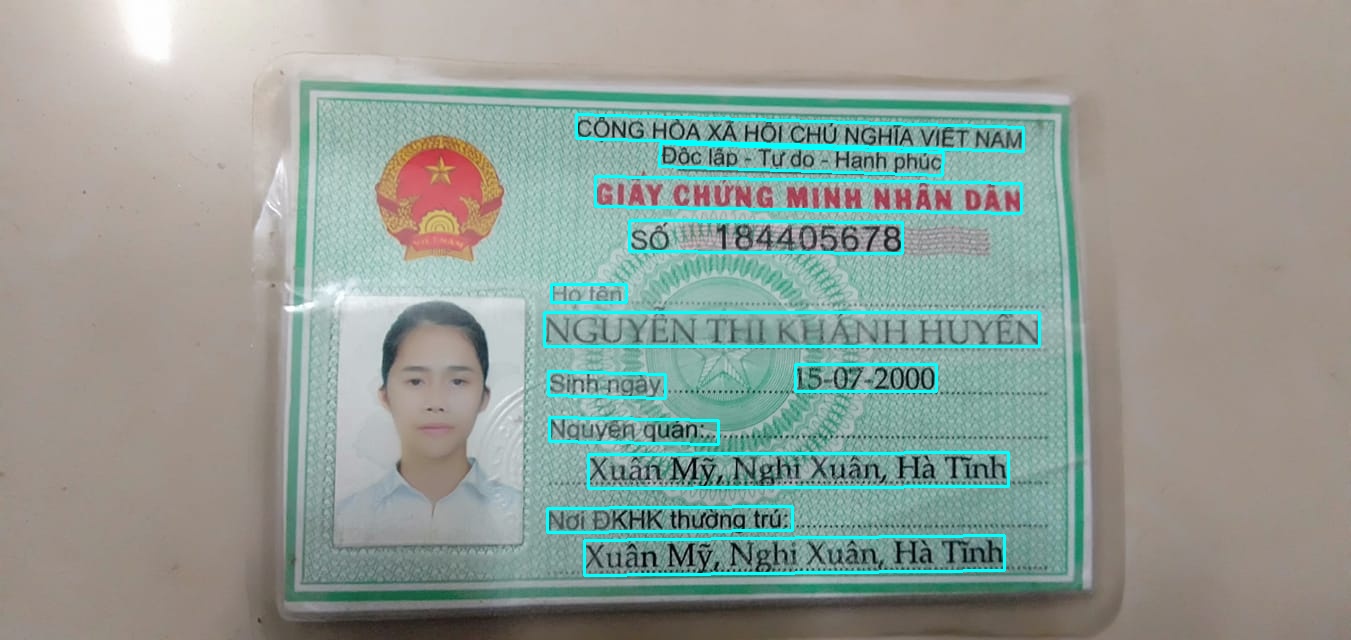 CỘNG HÒA XÃ HỘI CHỦ NGHĨA VIỆT NAM
Độc lập - Tự do - Hạnh phúc
GIẤY CHỨNG MINH NHÂN DÂN
SỐ 184405678
Họ tên
NGUYỄN THỊ KHÁNH HUYỀN
Sinh ngày 15-07-2000
Nguyên quán:
Xuân Mỹ, Nghi Xuân, Hà Tĩnh
Nơi ĐKHK thường trú:
Xuân Mỹ, Nghi Xuân, Hà Tĩnh
VIỆT NAM